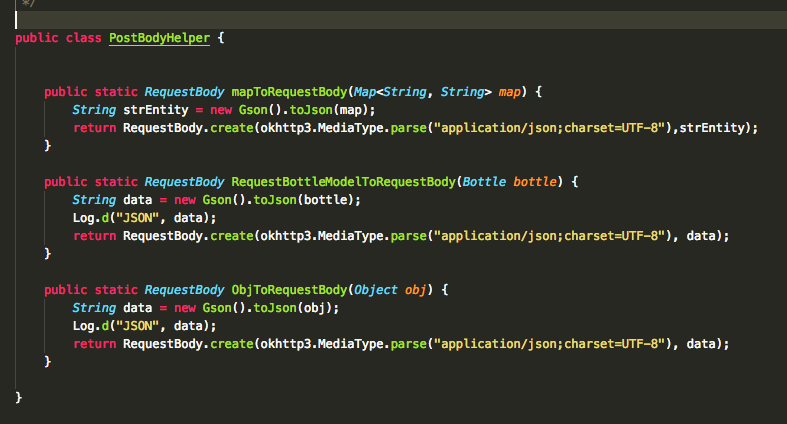 */
public class PostBodyHelper {
public static RequestBody mapToRequestBody(Map<String, String> map) {
String strEntity = new Gson().toJson(map);
return RequestBody.create(okhttp3.MediaType.parse("application/json;charset=UTF-8"),strEntity);
}
public static RequestBody RequestBottleModelToRequestBody(Bottle bottle) {
String data = new Gson().toJson(bottle);
Log.d("JSON", data);
return RequestBody.create(okhttp3.MediaType.parse("application/json;charset=UTF-8"), data);
}
public static RequestBody ObjToRequestBody(Object obj) {
String data = new Gson().toJson(obj);
Log.d("JSON", data);
return RequestBody.create(okhttp3.MediaType.parse("application/json;charset=UTF-8"), data);
}
}